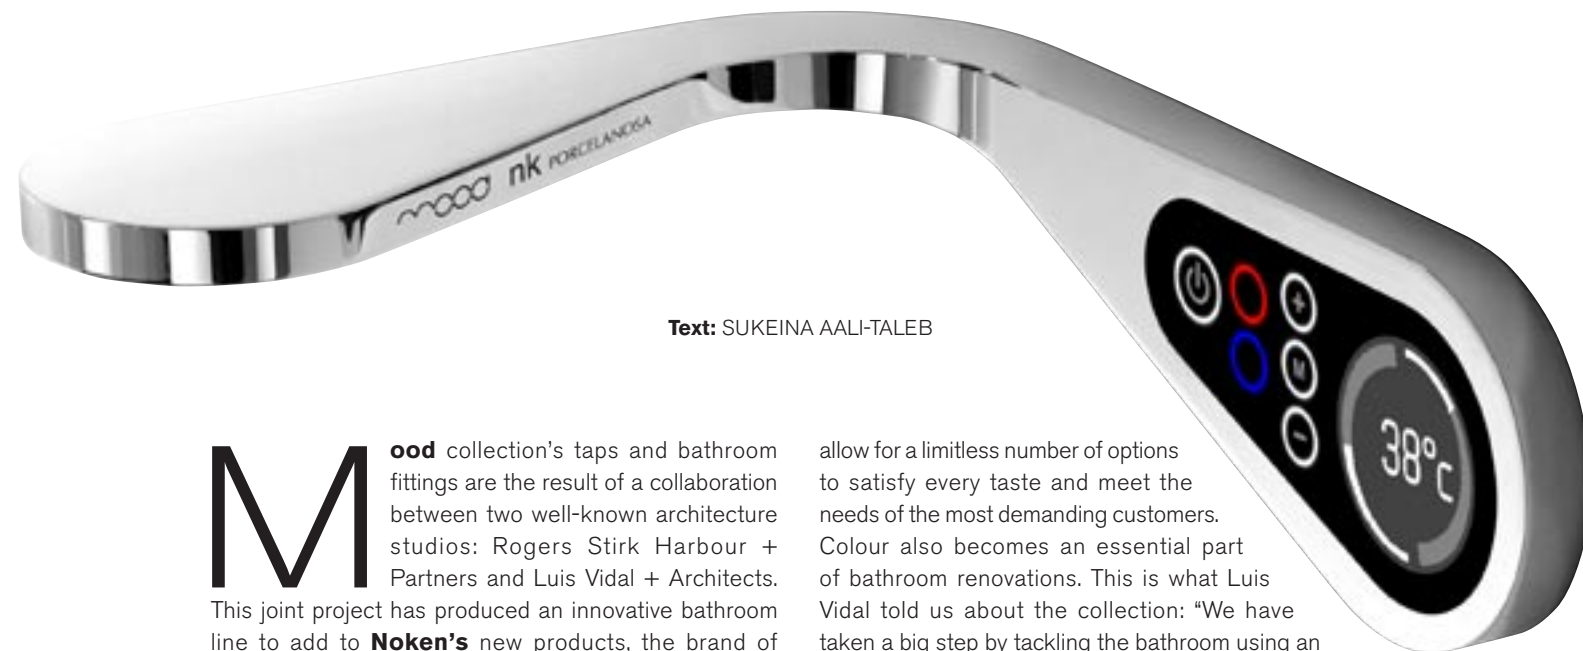 mood nk PORCELANOSA
M
38°c
Text: SUKEINA AALI-TALEB
Mood collection's taps and bathroom
fittings are the result of a collaboration
between two well-known architecture
studios: Rogers Stirk Harbour +
Partners and Luis Vidal + Architects.
This joint project has produced an innovative bathroom
line to add to Noken's new products, the brand of
allow for a limitless number of options
to satisfy every taste and meet the
needs of the most demanding customers.
Colour also becomes an essential part
of bathroom renovations. This is what Luis
Vidal told us about the collection: “We have
taken a big step by tackling the bathroom using an